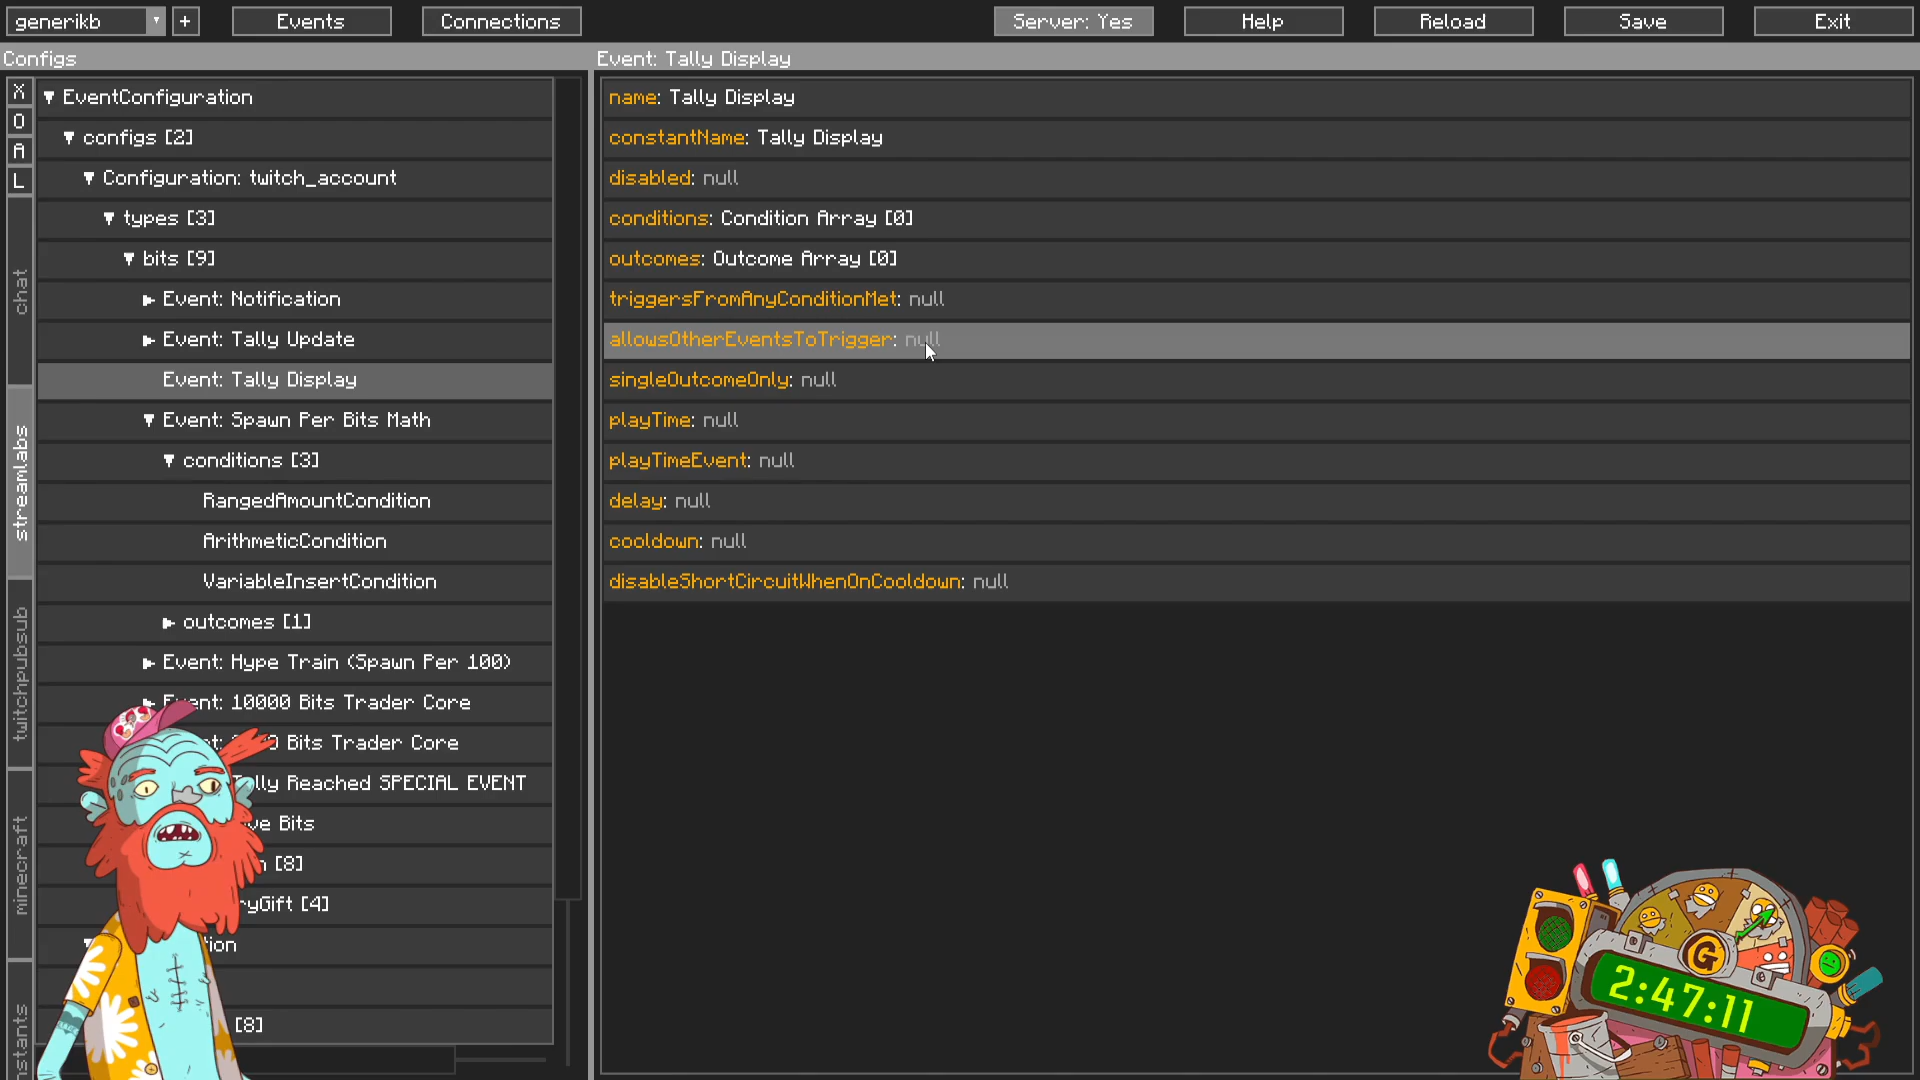 generikb
+
Events
Connections
Server: Yes
Help
Reload
Save
Exit
Configs
Event: Tally Display
X
O
A
L
chat
streamlabs
twitchpubsub
minecraft
EventConfiguration
configs [2]
Configuration: twitch_account
types [3]
bits [9]
Event: Notification
Event: Tally Update
Event: Tally Display
Event: Spawn Per Bits Math
conditions [3]
RangedAmountCondition
ArithmeticCondition
VariableInsertCondition
outcomes [1]
Event: Hype Train (Spawn Per 100)
Event: 10000 Bits Trader Core
Bits Trader Core
Reached SPECIAL EVENT
Bits
[8]
[4]
[8]
name: Tally Display
constantName: Tally Display
disabled: null
conditions: Condition Array [0]
outcomes: Outcome Array [0]
triggersFromAnyConditionMet: null
allowsOtherEventsToTrigger: null
singleOutcomeOnly: null
playTime: null
playTimeEvent: null
delay: null
cooldown: null
disableShortCircuitWhenOnCooldown: null
G
2:47:11